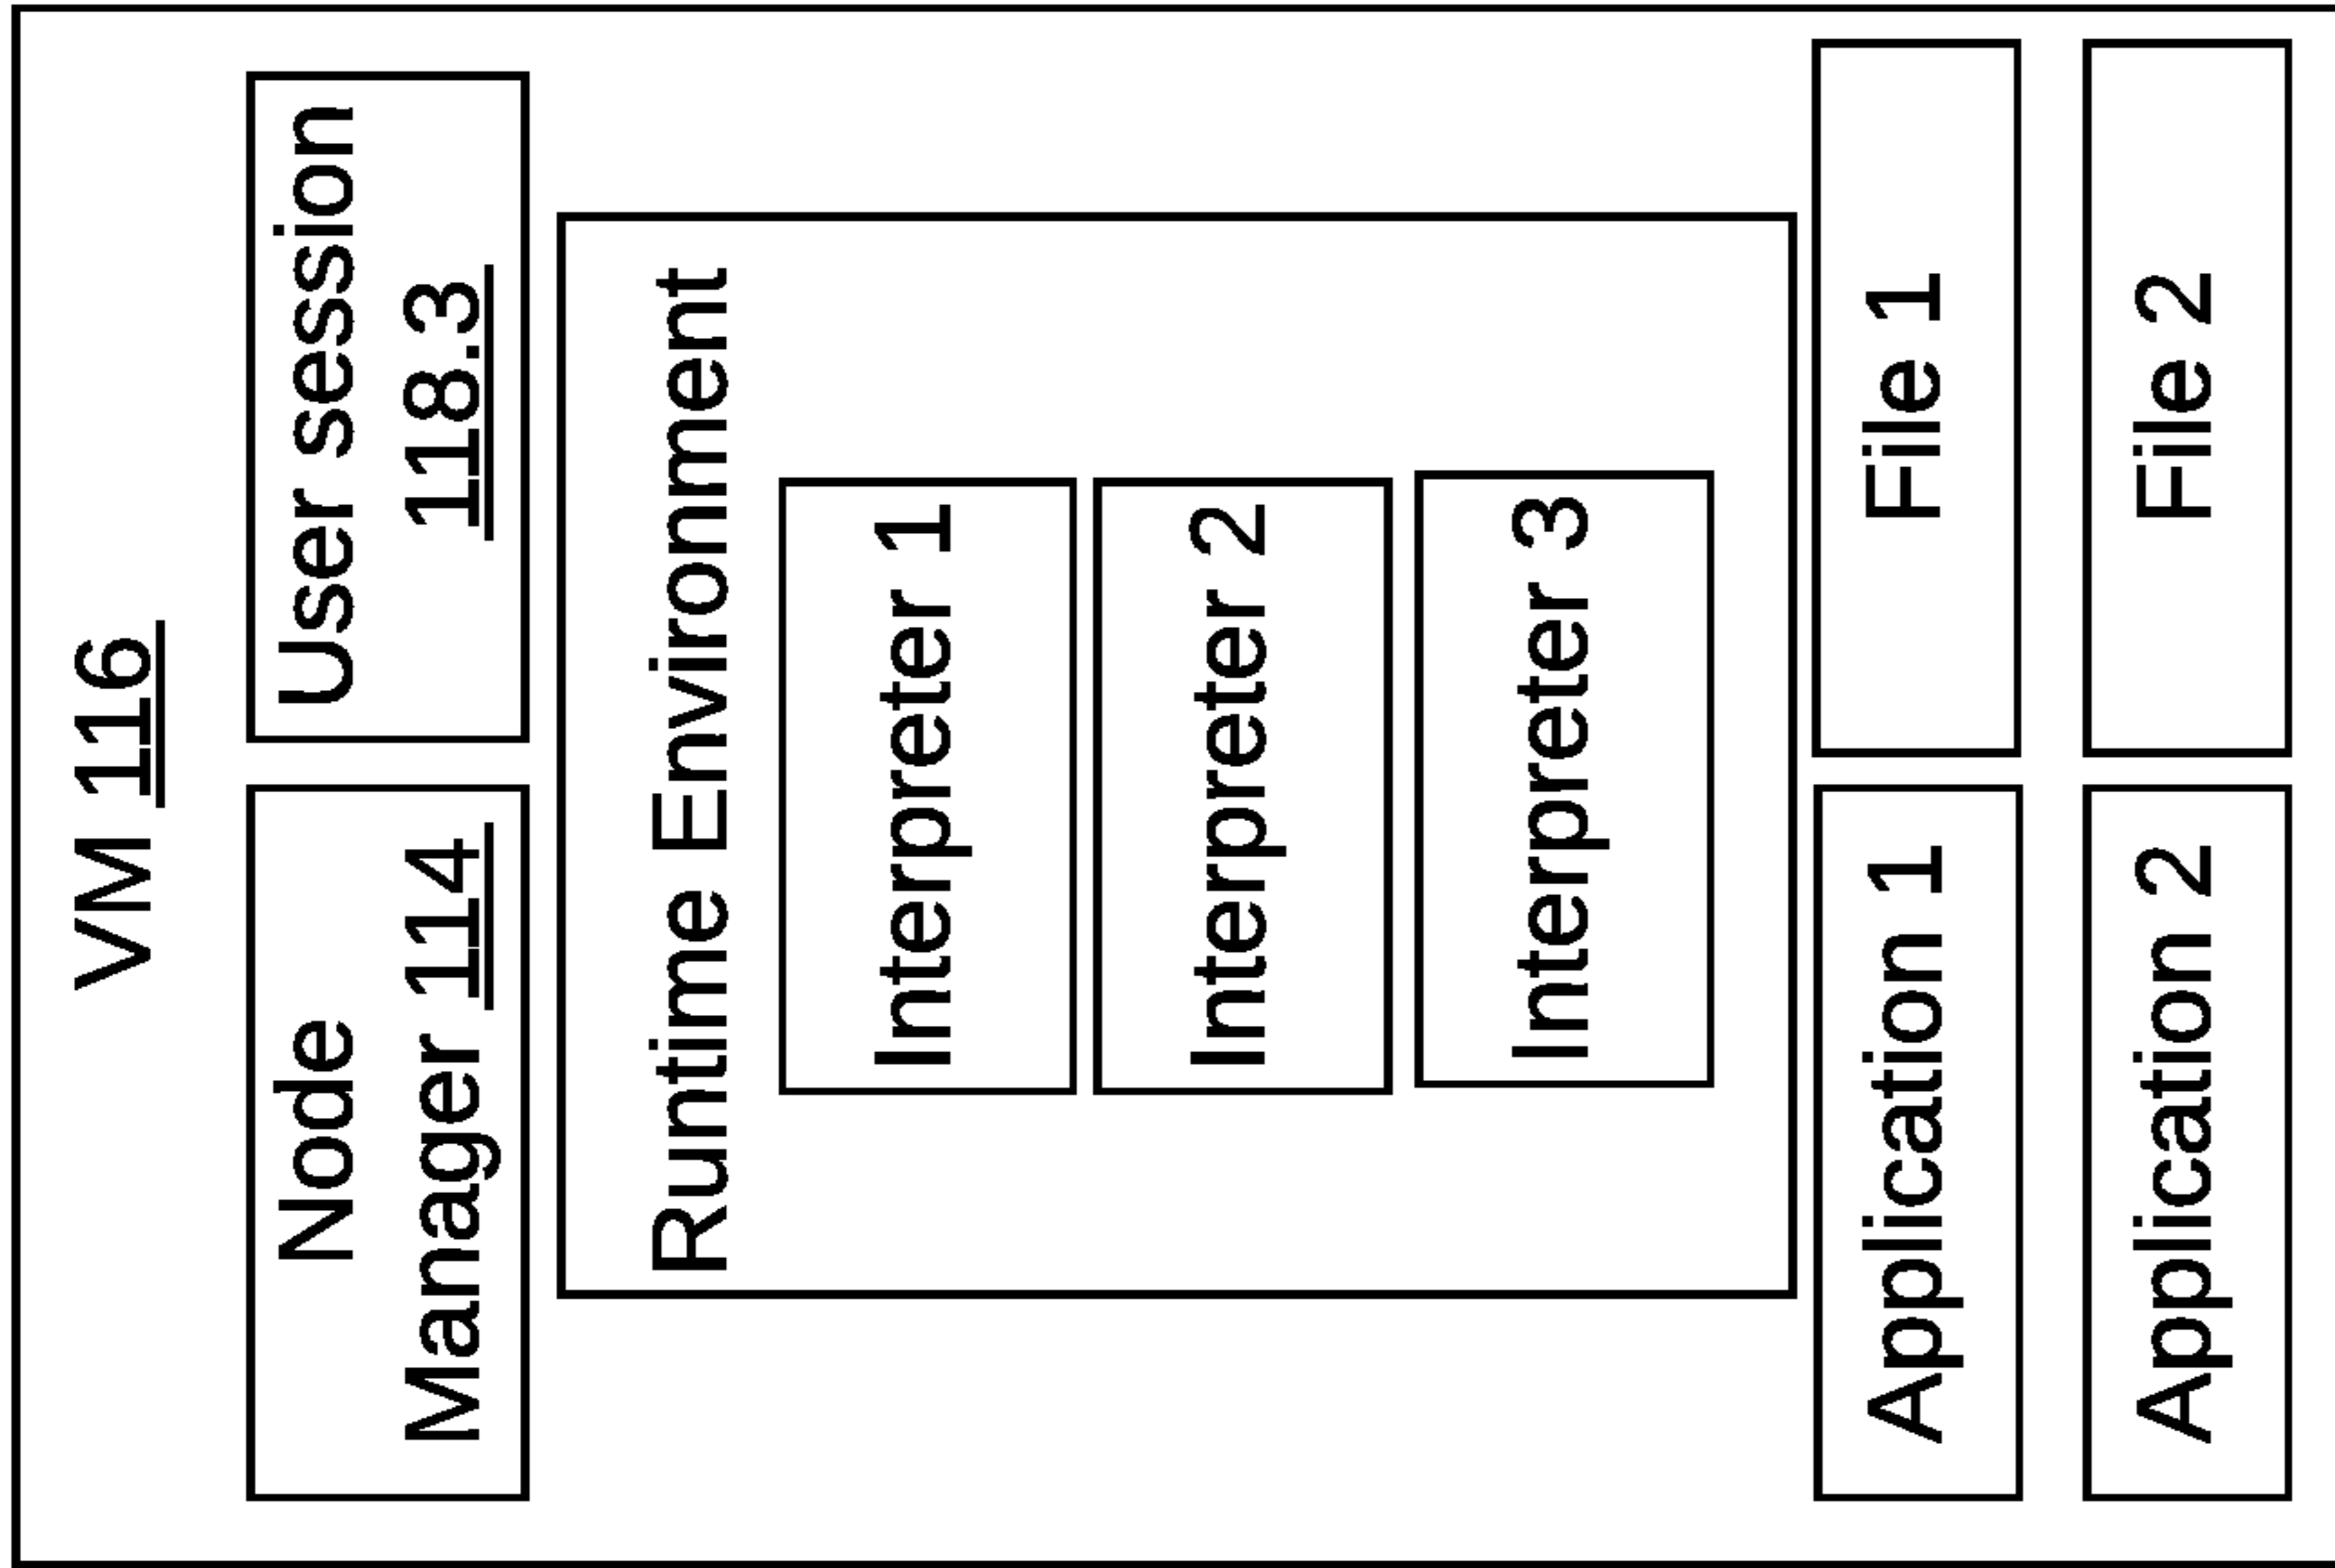 VM 116
Node
Manager 114
User session
118.3
Runtime Environment
Interpreter 1
Interpreter 2
Interpreter 3
Application 1
File 1
Application 2
File 2